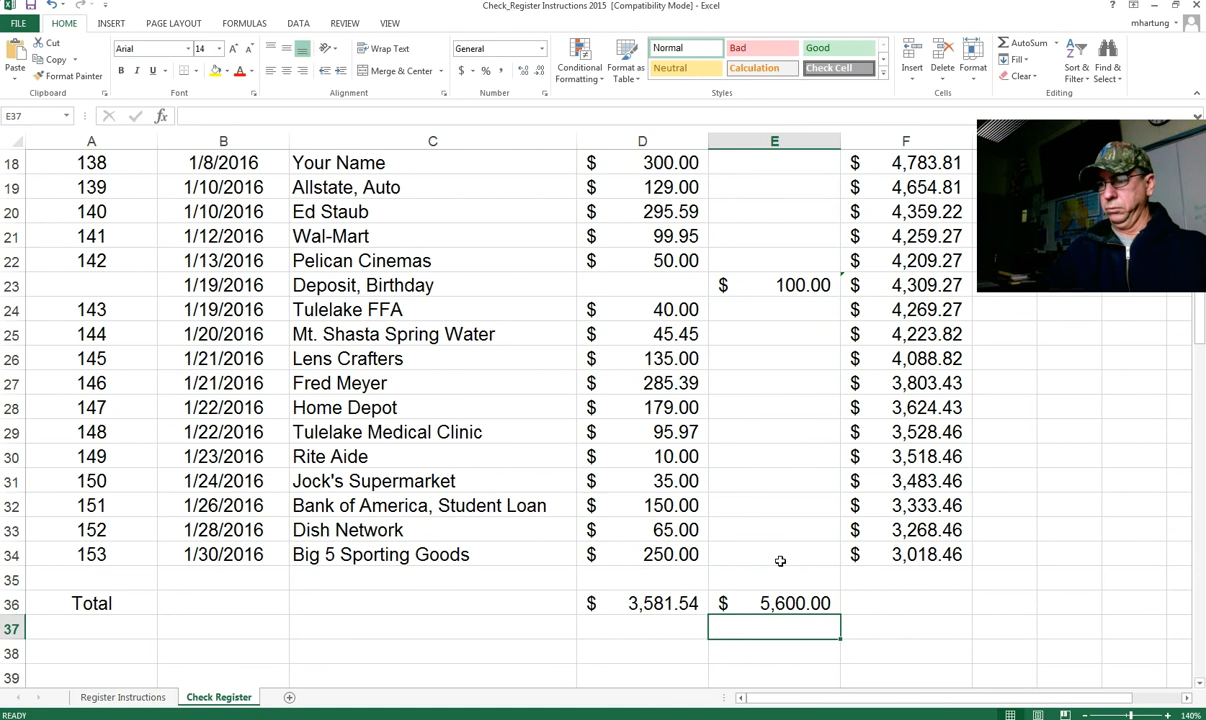 Check_Register Instructions 2015 [Compatibility Mode] - Excel
FILE HOME INSERT PAGE LAYOUT FORMULAS DATA REVIEW VIEW mhartung
Paste Cut Copy Format Painter Clipboard
Arial 14 B I U A Font
Wrap Text Merge & Center Alignment
General $ % , Number
Conditional Formatting Format as Table Normal Bad Good Neutral Calculation Check Cell Styles
Insert Delete Format Cells
AutoSum Fill Clear Sort & Filter Find & Select Editing
E37 fx
A B C D E F
18 138 1/8/2016 Your Name $ 300.00 $ 4,783.81
19 139 1/10/2016 Allstate, Auto $ 129.00 $ 4,654.81
20 140 1/10/2016 Ed Staub $ 295.59 $ 4,359.22
21 141 1/12/2016 Wal-Mart $ 99.95 $ 4,259.27
22 142 1/13/2016 Pelican Cinemas $ 50.00 $ 4,209.27
23 1/19/2016 Deposit, Birthday $ 100.00 $ 4,309.27
24 143 1/19/2016 Tulelake FFA $ 40.00 $ 4,269.27
25 144 1/20/2016 Mt. Shasta Spring Water $ 45.45 $ 4,223.82
26 145 1/21/2016 Lens Crafters $ 135.00 $ 4,088.82
27 146 1/21/2016 Fred Meyer $ 285.39 $ 3,803.43
28 147 1/22/2016 Home Depot $ 179.00 $ 3,624.43
29 148 1/22/2016 Tulelake Medical Clinic $ 95.97 $ 3,528.46
30 149 1/23/2016 Rite Aide $ 10.00 $ 3,518.46
31 150 1/24/2016 Jock's Supermarket $ 35.00 $ 3,483.46
32 151 1/26/2016 Bank of America, Student Loan $ 150.00 $ 3,333.46
33 152 1/28/2016 Dish Network $ 65.00 $ 3,268.46
34 153 1/30/2016 Big 5 Sporting Goods $ 250.00 $ 3,018.46
35
36 Total $ 3,581.54 $ 5,600.00
37
38
39
Register Instructions Check Register
READY 140%